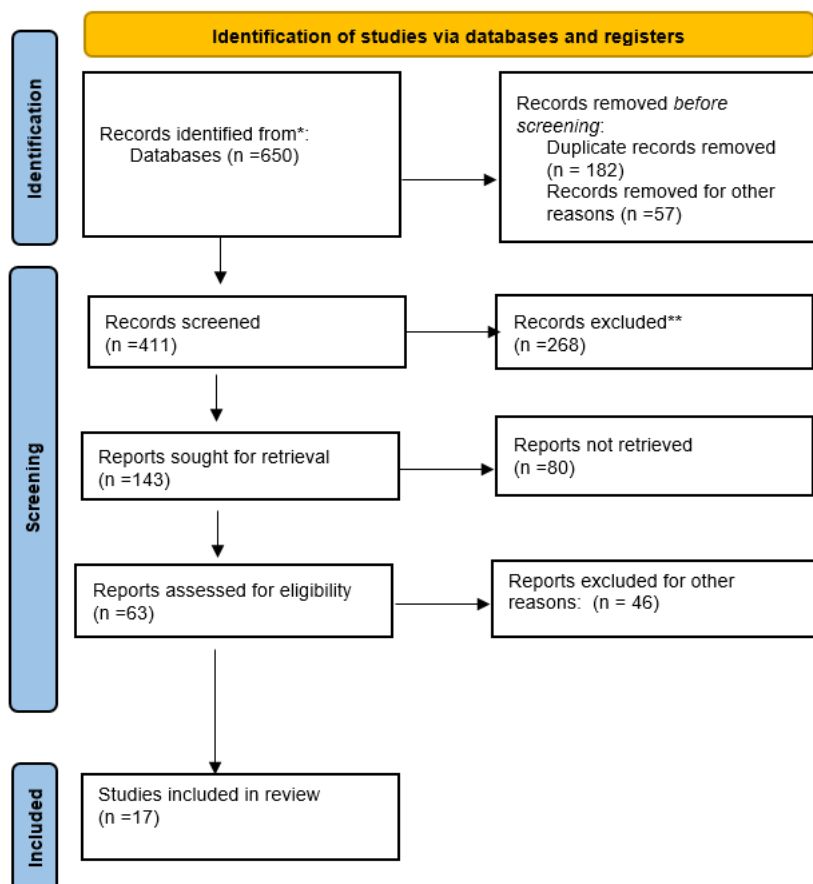 Identification of studies via databases and registers
Identification
Records identified from*:
Databases (n =650)
Records removed before
screening:
Duplicate records removed
(n = 182)
Records removed for other
reasons (n =57)
Screening
Records screened
(n =411)
Records excluded**
(n =268)
Reports sought for retrieval
(n =143)
Reports not retrieved
(n =80)
Reports assessed for eligibility
(n =63)
Reports excluded for other
reasons: (n = 46)
Included
Studies included in review
(n =17)